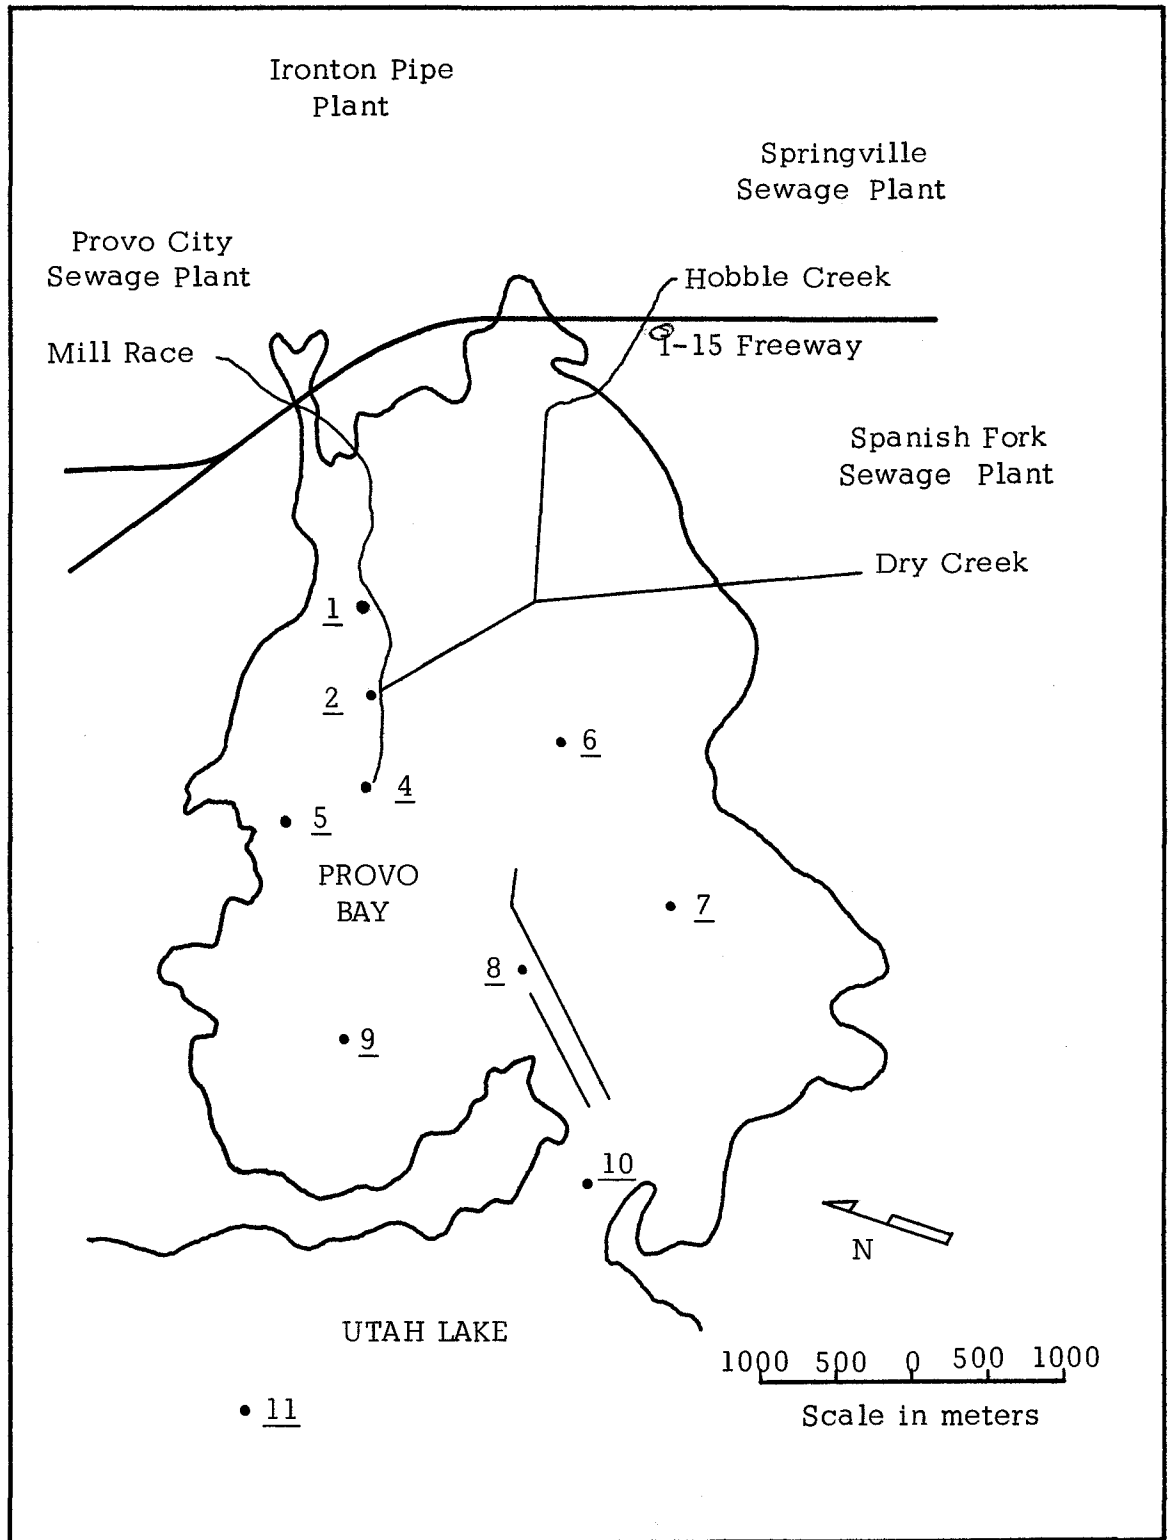 Ironton Pipe
Plant
Springville
Sewage Plant
Provo City
Sewage Plant
Hobble Creek
Mill Race
I-15 Freeway
Spanish Fork
Sewage Plant
Dry Creek
1
2
6
4
5
PROVO
BAY
7
8
9
10
N
UTAH LAKE
1000 500 0 500 1000
Scale in meters
11